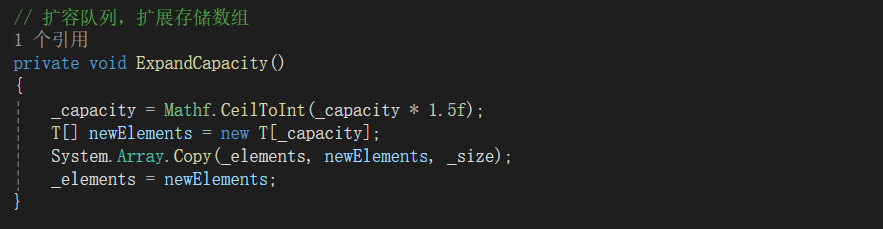 // 扩容队列，扩展存储数组
1 个引用
private void ExpandCapacity()
{
    _capacity = Mathf.CeilToInt(_capacity * 1.5f);
    T[] newElements = new T[_capacity];
    System.Array.Copy(_elements, newElements, _size);
    _elements = newElements;
}